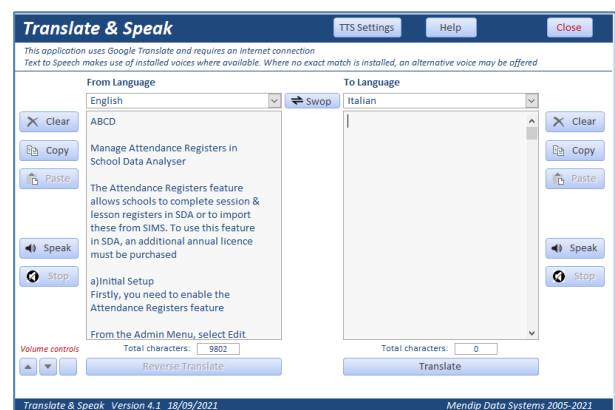 Translate & Speak
TTS Settings
Help
Close
This application uses Google Translate and requires an Internet connection
Text to Speech makes use of installed voices where available. Where no exact match is installed, an alternative voice may be offered
From Language
To Language
English
Swop
Italian
Clear
Copy
Paste
Speak
Stop
ABCD
Manage Attendance Registers in
School Data Analyser
The Attendance Registers feature
allows schools to complete session &
lesson registers in SDA or to import
these from SIMS. To use this feature
in SDA, an additional annual licence
must be purchased
a)Initial Setup
Firstly, you need to enable the
Attendance Registers feature
From the Admin Menu, select Edit
Clear
Copy
Paste
Speak
Stop
Volume controls
Total characters: 9802
Total characters: 0
Reverse Translate
Translate
Translate & Speak Version 4.1 18/09/2021
Mendip Data Systems 2005-2021